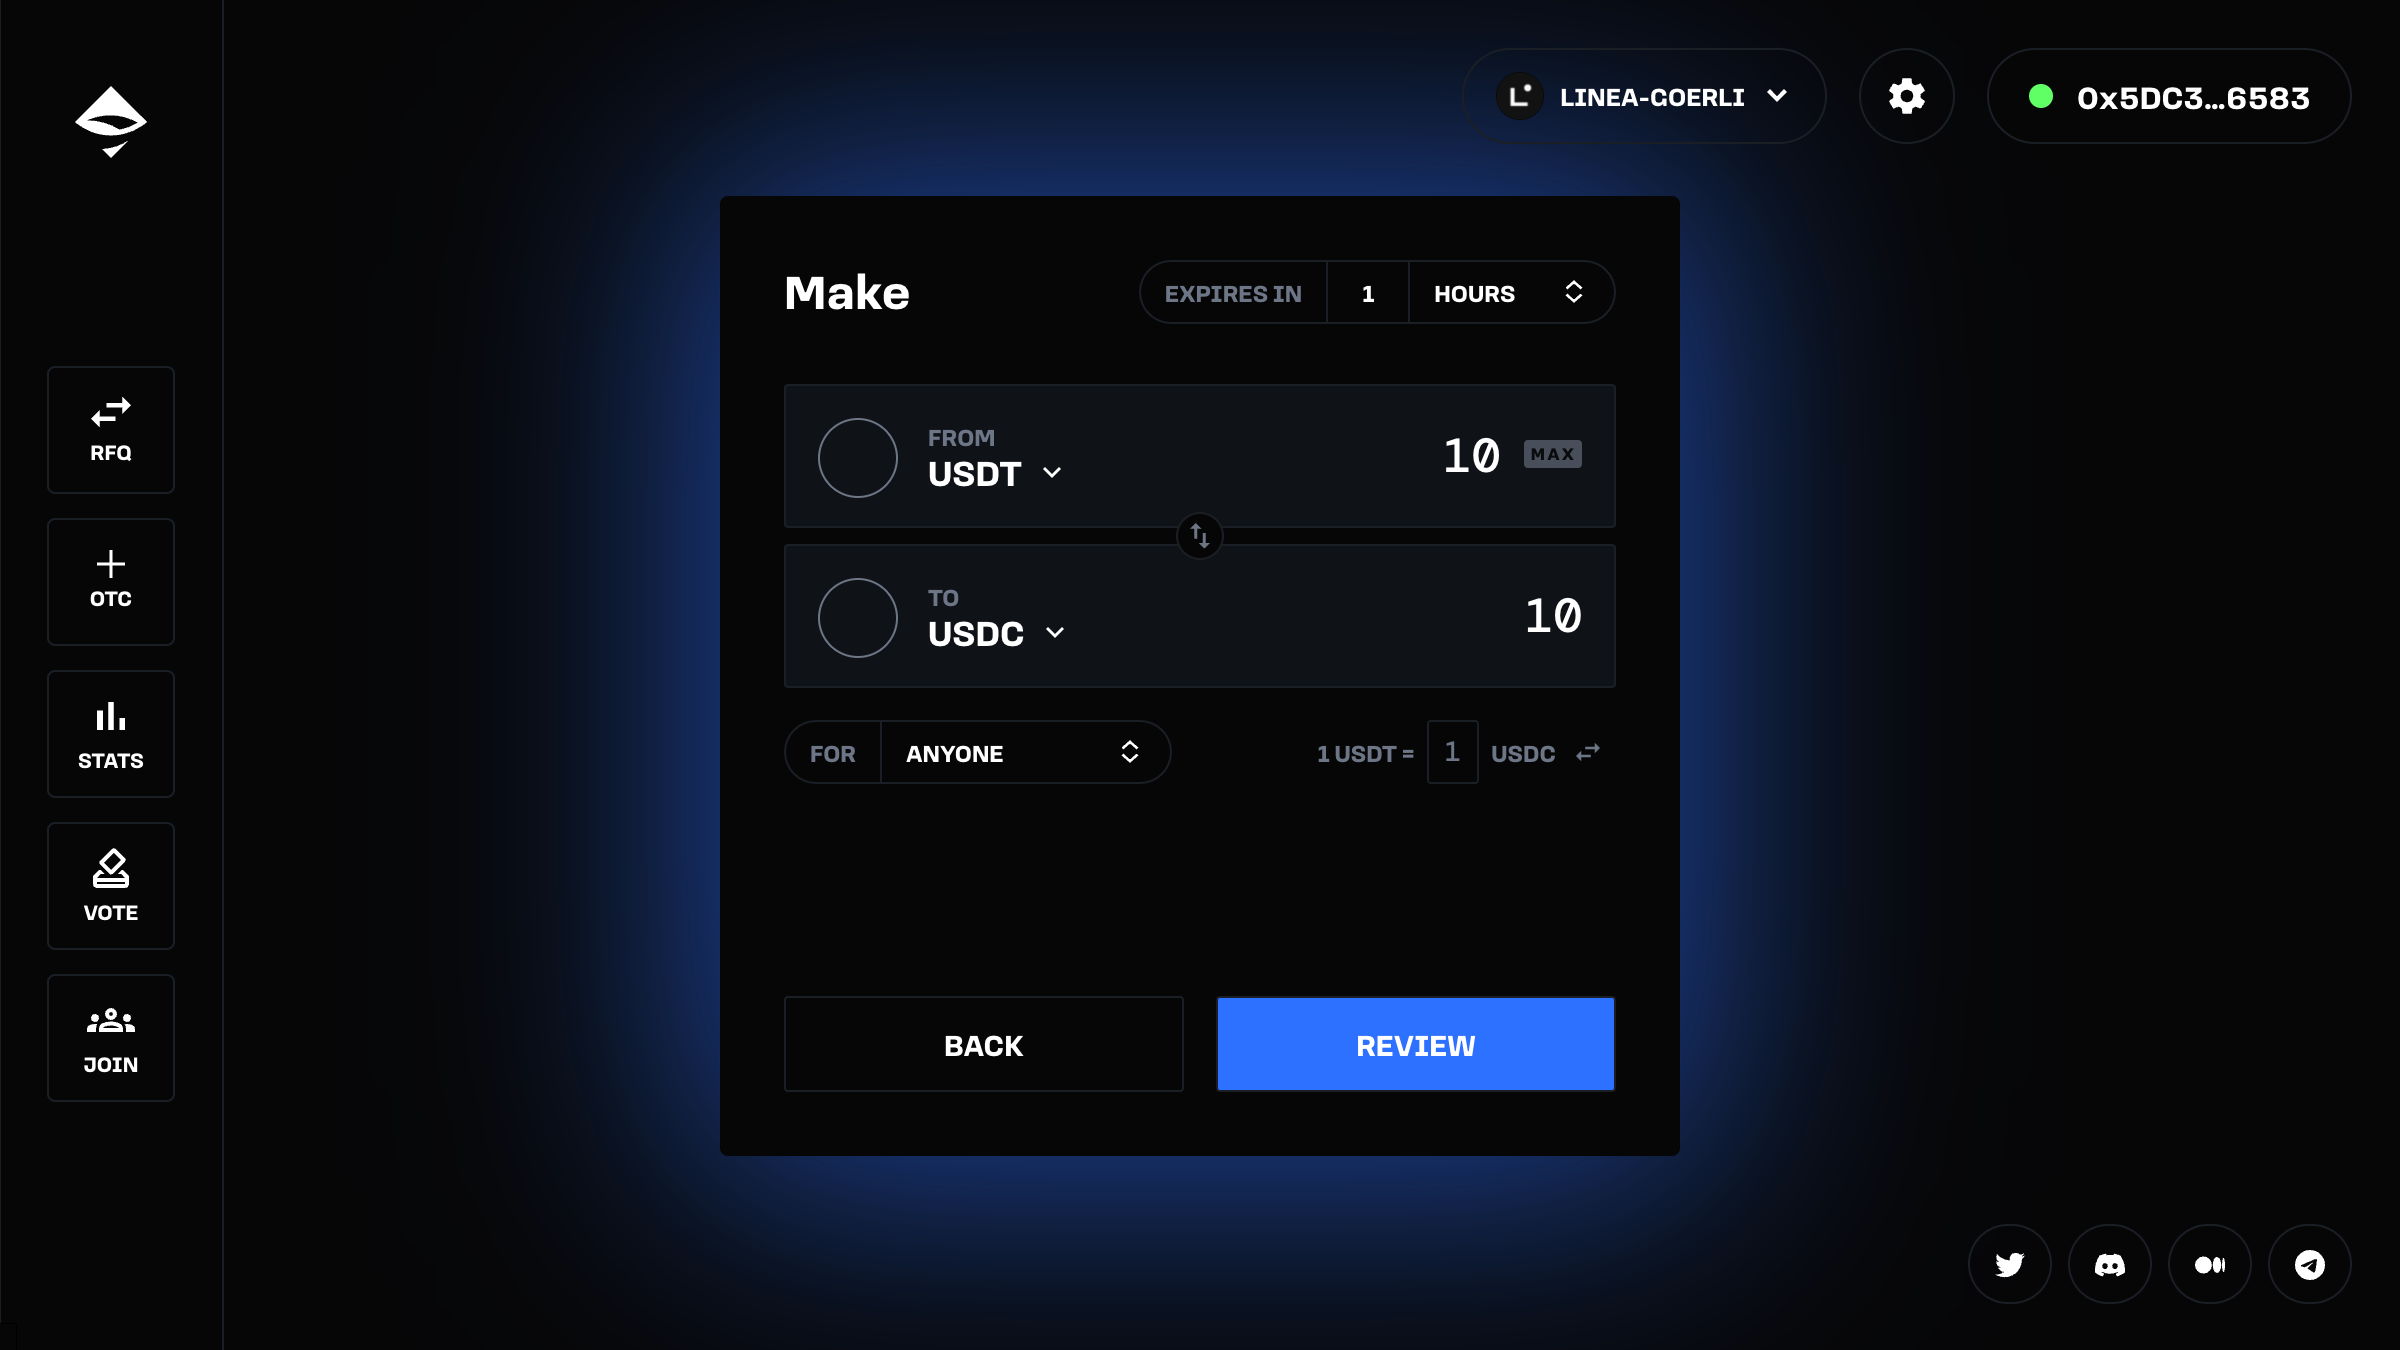 LINEA-GOERLI
0x5DC3...6583
RFQ
OTC
STATS
VOTE
JOIN
Make
EXPIRES IN 1 HOURS
FROM
USDT
10 MAX
TO
USDC
10
FOR ANYONE
1 USDT = 1 USDC
BACK
REVIEW